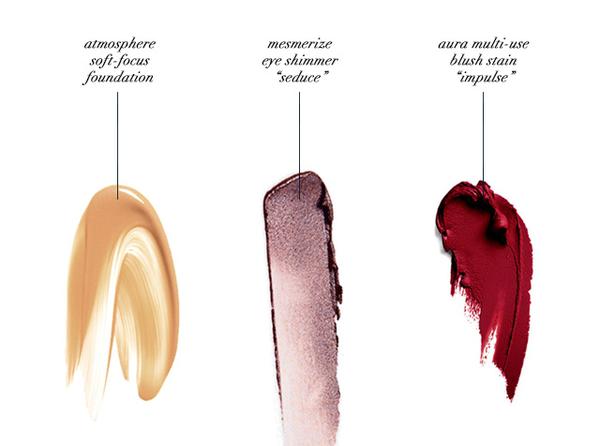 atmosphere
soft-focus
foundation
mesmerize
eye shimmer
“seduce”
aura multi-use
blush stain
“impulse”